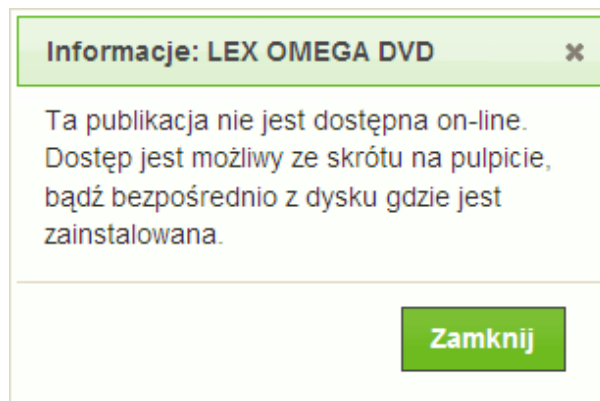 Informacje: LEX OMEGA DVD
Ta publikacja nie jest dostępna on-line.
Dostęp jest możliwy ze skrótu na pulpicie,
bądź bezpośrednio z dysku gdzie jest
zainstalowana.
Zamknij